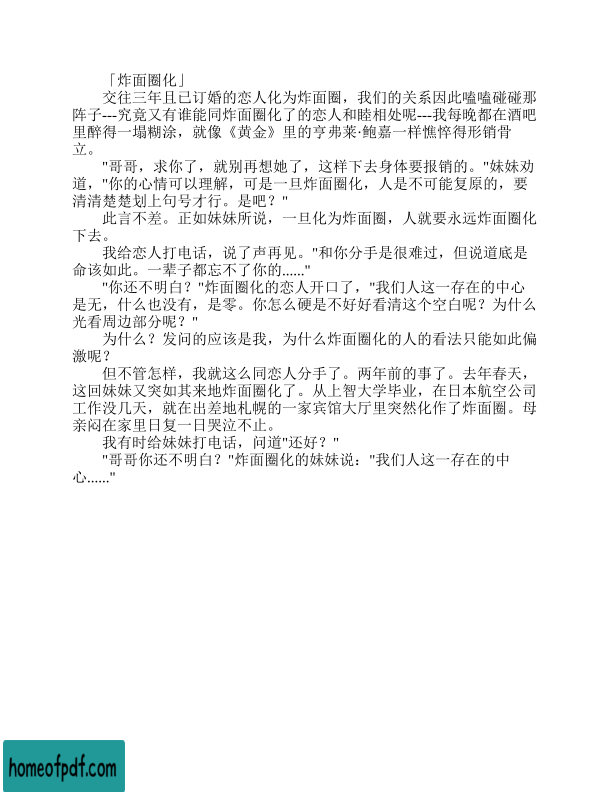 「炸面圈化」
交往三年且已订婚的恋人化为炸面圈，我们的关系因此嗑嗑碰碰那
阵子---究竟又有谁能同炸面圈化了的恋人和睦相处呢---我每晚都在酒吧
里醉得一塌糊涂，就像《黄金》里的亨弗莱·鲍嘉一样憔悴得形销骨
立。
"哥哥，求你了，就别再想她了，这样下去身体要报销的。"妹妹劝
道，"你的心情可以理解，可是一旦炸面圈化，人是不可能复原的，要
清清楚楚划上句号才行。是吧？"
此言不差。正如妹妹所说，一旦化为炸面圈，人就要永远炸面圈化
下去。
我给恋人打电话，说了声再见。"和你分手是很难过，但说道底是
命该如此。一辈子都忘不了你的......"
"你还不明白？"炸面圈化的恋人开口了，"我们人这一存在的中心
是无，什么也没有，是零。你怎么硬是不好好看清这个空白呢？为什么
光看周边部分呢？"
为什么？发问的应该是我，为什么炸面圈化的人的看法只能如此偏
激呢？
但不管怎样，我就这么同恋人分手了。两年前的事了。去年春天，
这回妹妹又突如其来地炸面圈化了。从上智大学毕业，在日本航空公司
工作没几天，就在出差地札幌的一家宾馆大厅里突然化作了炸面圈。母
亲闷在家里日复一日哭泣不止。
我有时给妹妹打电话，问道"还好？"
"哥哥你还不明白？"炸面圈化的妹妹说："我们人这一存在的中
心......"
homeofpdf.com